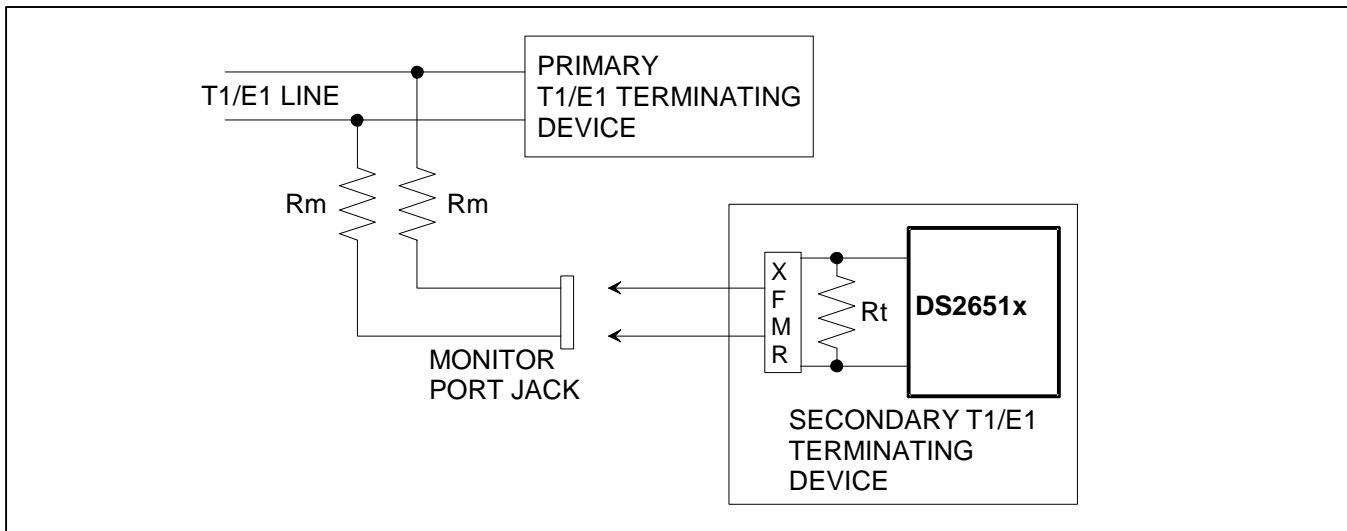 PRIMARY
T1/E1 TERMINATING
DEVICE
T1/E1 LINE
Rm
Rm
X
F
M
R
Rt
DS2651x
MONITOR
PORT JACK
SECONDARY T1/E1
TERMINATING
DEVICE